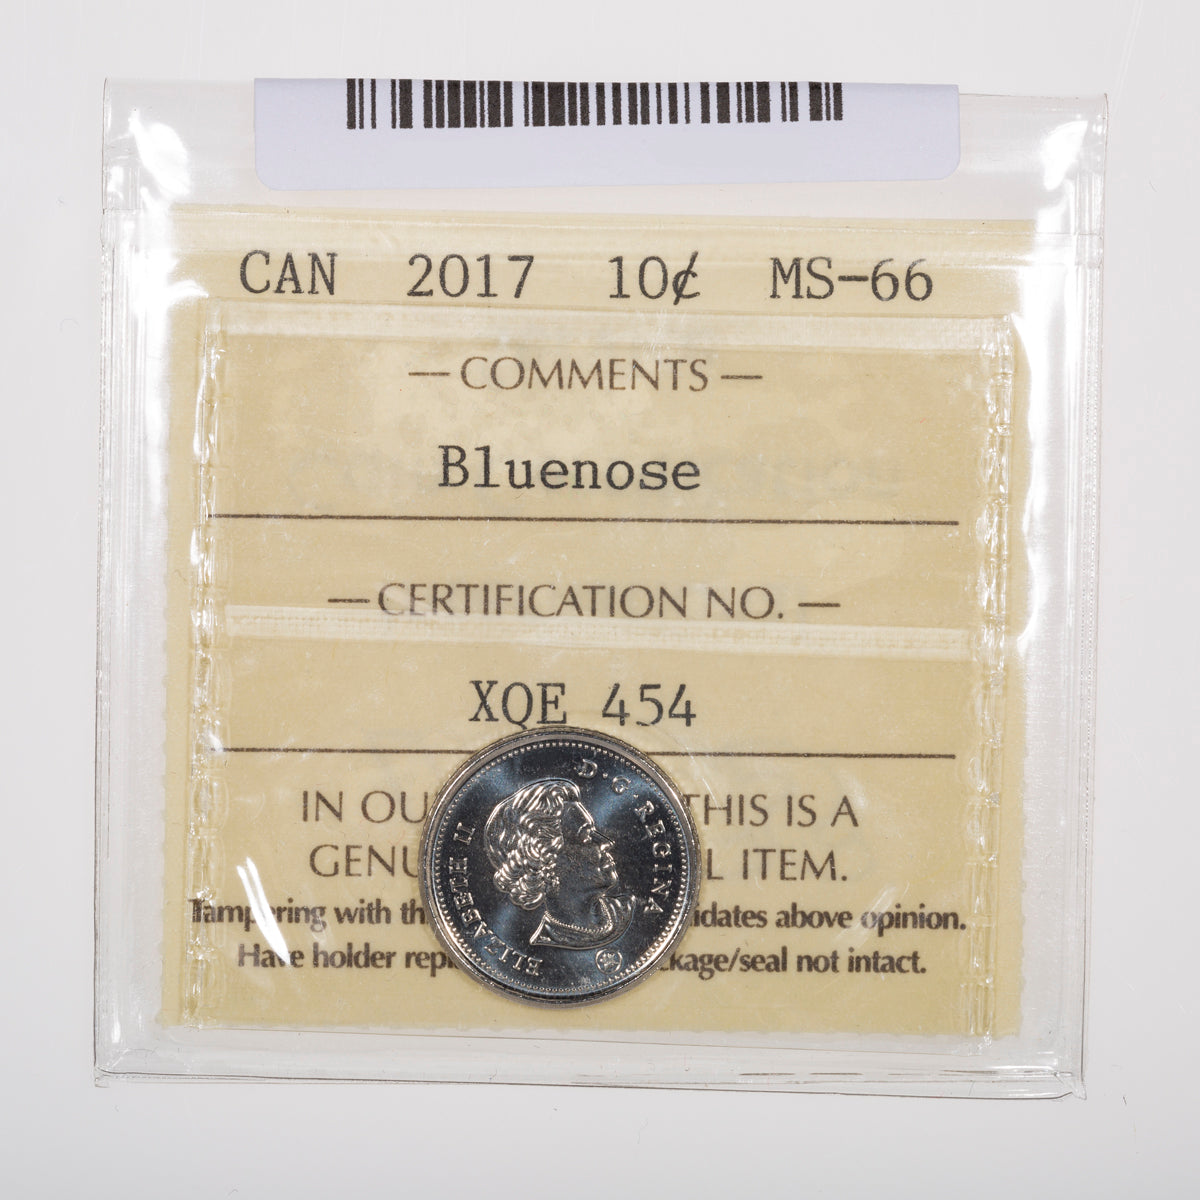 CAN 2017 10¢ MS-66
— COMMENTS —
Bluenose
— CERTIFICATION NO. —
XQE 454
IN OU THIS IS A
GENU L ITEM.
Tampering with th idates above opinion.
Have holder repl ckage/seal not intact.
ELIZABETH II D·G·REGINA